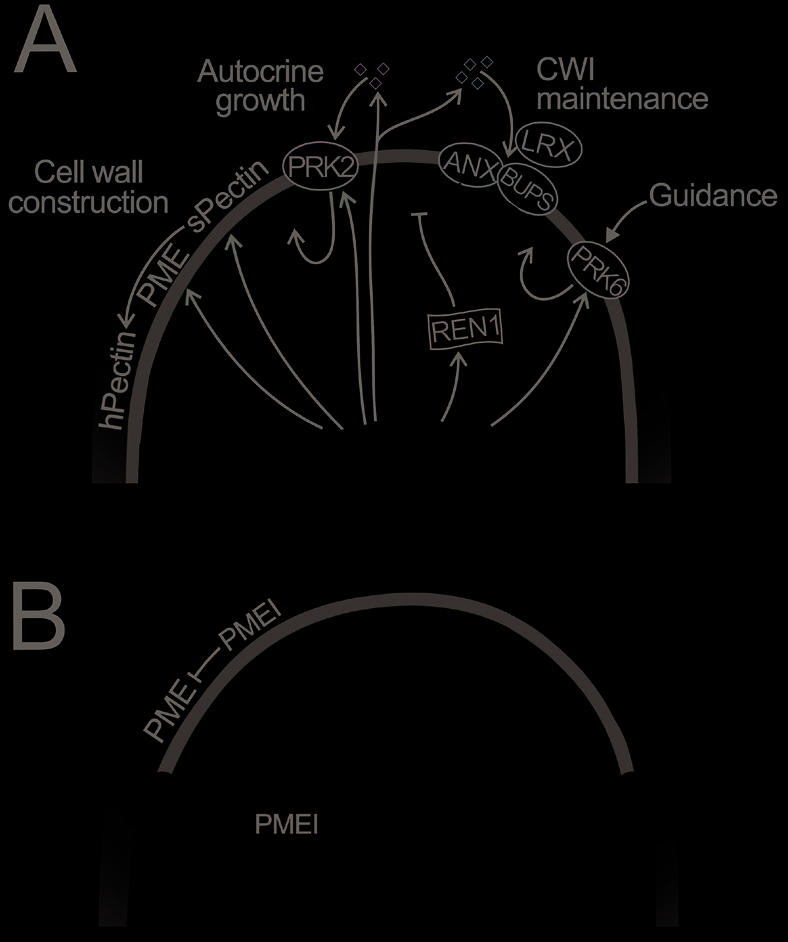 A
Autocrine
growth
CWI
maintenance
Cell wall
construction
sPectin
PME
hPectin
PRK2
ANX
BUPS
LRX
Guidance
PRK6
REN1
B
PMEI
PME
PMEI